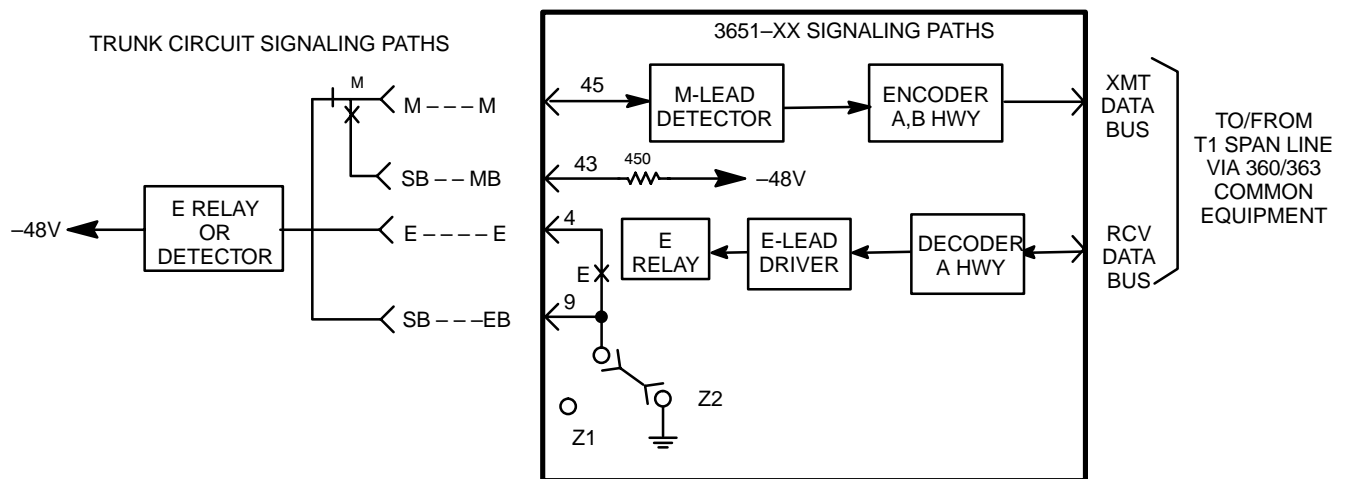 TRUNK CIRCUIT SIGNALING PATHS
3651–XX SIGNALING PATHS
M
M – – – M
45
M-LEAD
DETECTOR
ENCODER
A,B HWY
XMT
DATA
BUS
SB – – MB
43
450
–48V
TO/FROM
T1 SPAN LINE
VIA 360/363
COMMON
EQUIPMENT
–48V
E RELAY
OR
DETECTOR
E – – – – E
4
E
E
RELAY
E-LEAD
DRIVER
DECODER
A HWY
RCV
DATA
BUS
SB – – –EB
9
Z2
Z1